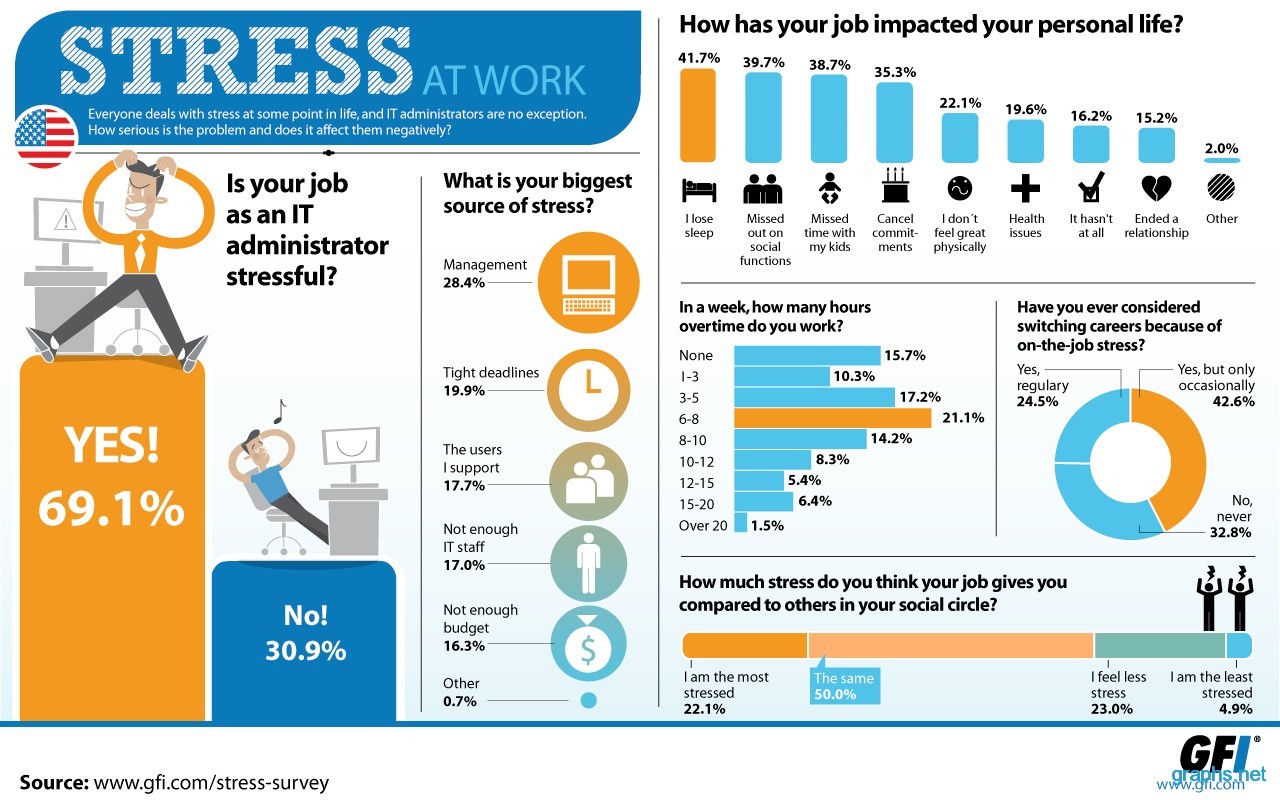 STRESS AT WORK
Everyone deals with stress at some point in life, and IT administrators are no exception.
How serious is the problem and does it affect them negatively?
Is your job
as an IT
administrator
stressful?
YES!
69.1%
No!
30.9%
What is your biggest
source of stress?
Management
28.4%
Tight deadlines
19.9%
The users
I support
17.7%
Not enough
IT staff
17.0%
Not enough
budget
16.3%
$
Other
0.7%
How has your job impacted your personal life?
41.7%
39.7%
38.7%
35.3%
22.1%
19.6%
16.2%
15.2%
2.0%
I lose
sleep
Missed
out on
social
functions
Missed
time with
my kids
Cancel
commit-
ments
I don´t
feel great
physically
Health
issues
It hasn't
at all
Ended a
relationship
Other
In a week, how many hours
overtime do you work?
None 15.7%
1-3 10.3%
3-5 17.2%
6-8 21.1%
8-10 14.2%
10-12 8.3%
12-15 5.4%
15-20 6.4%
Over 20 1.5%
Have you ever considered
switching careers because of
on-the-job stress?
Yes,
regulary
24.5%
Yes, but only
occasionally
42.6%
No,
never
32.8%
How much stress do you think your job gives you
compared to others in your social circle?
I am the most
stressed
22.1%
The same
50.0%
I feel less
stress
23.0%
I am the least
stressed
4.9%
Source: www.gfi.com/stress-survey
GFI®
graphs.net
www.gfi.com